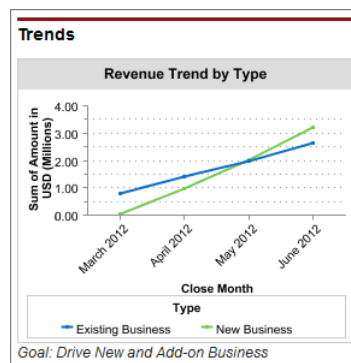 Trends
Revenue Trend by Type
Sum of Amount in
USD (Millions)
4.00
3.00
2.00
1.00
0.00
March 2012
April 2012
May 2012
June 2012
Close Month
Type
Existing Business
New Business
Goal: Drive New and Add-on Business